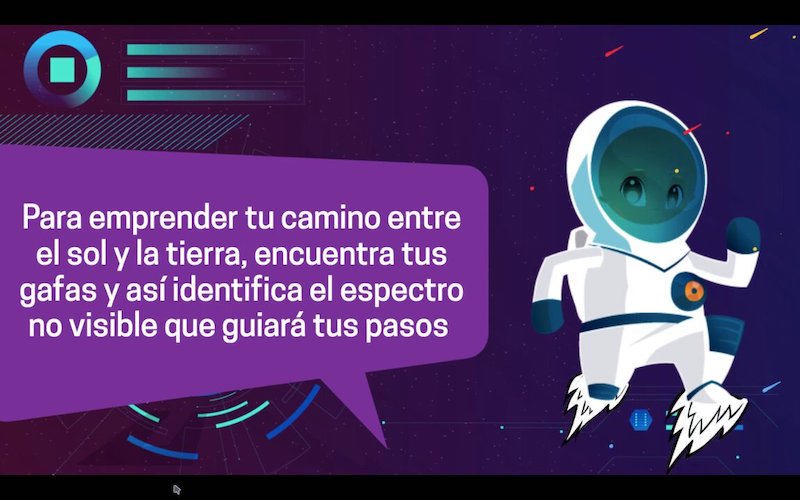 Para emprender tu camino entre
el sol y la tierra, encuentra tus
gafas y así identifica el espectro
no visible que guiará tus pasos